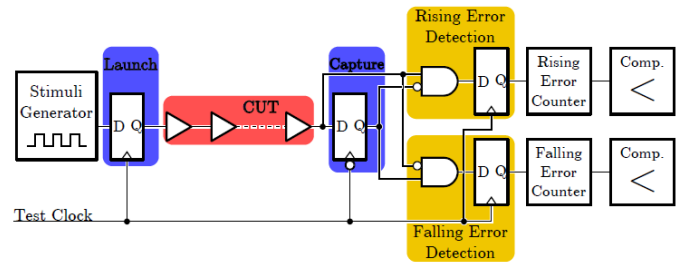 Rising Error
Detection
Launch
Capture
Stimuli
Generator
CUT
D Q
D Q
D Q
Rising
Error
Counter
Comp.
<
D Q
Falling
Error
Counter
Comp.
<
Test Clock
Falling Error
Detection